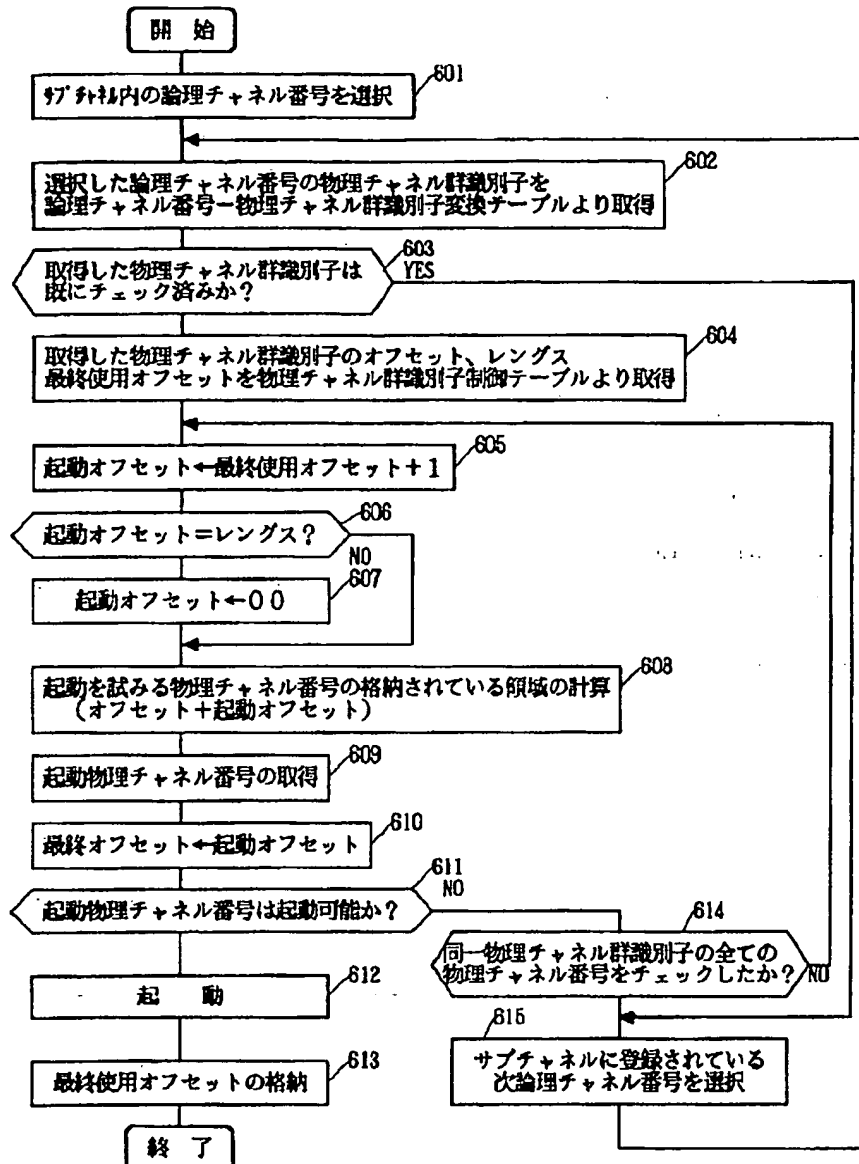 開 始
601
サブチャネル内の論理チャネル番号を選択
602
選択した論理チャネル番号の物理チャネル群識別子を
論理チャネル番号ー物理チャネル群識別子変換テーブルより取得
603
YES
取得した物理チャネル群識別子は
既にチェック済みか?
604
取得した物理チャネル群識別子のオフセット、レングス
最終使用オフセットを物理チャネル群識別子制御テーブルより取得
605
起動オフセット←最終使用オフセット+1
606
起動オフセット=レングス?
NO
607
起動オフセット←00
608
起動を試みる物理チャネル番号の格納されている領域の計算
(オフセット+起動オフセット)
609
起動物理チャネル番号の取得
610
最終オフセット←起動オフセット
611
NO
起動物理チャネル番号は起動可能か?
614
同一物理チャネル群識別子の全ての
物理チャネル番号をチェックしたか?NO
612
起 動
615
サブチャネルに登録されている
次論理チャネル番号を選択
613
最終使用オフセットの格納
終 了